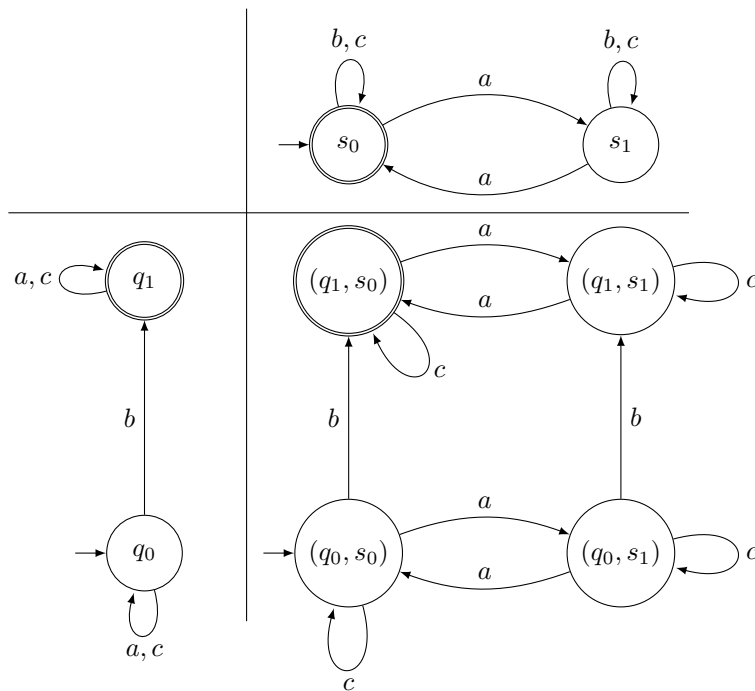 b, c
b, c
a
s₀
s₁
a
a
q₁
a, c
(q₁, s₀)
(q₁, s₁)
c
a
c
b
b
b
a
q₀
(q₀, s₀)
(q₀, s₁)
c
a
a, c
c